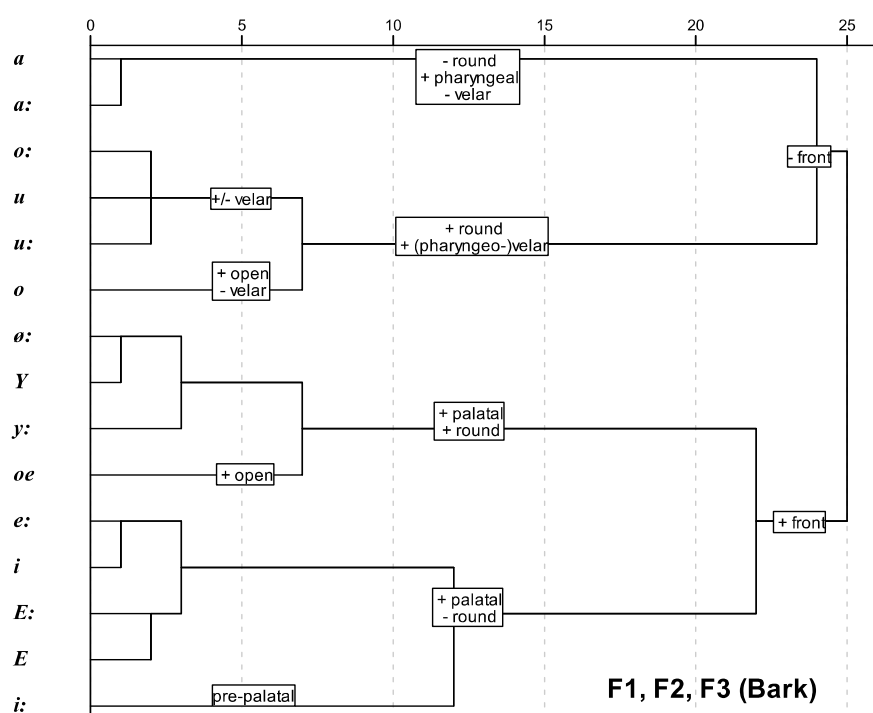 0 5 10 15 20 25
a
- round
+ pharyngeal
- velar
a:
o:
- front
u
+/- velar
u:
+ round
+ (pharyngeo-)velar
o
+ open
- velar
ø:
Y
y:
+ palatal
+ round
oe
+ open
e:
+ front
i
E:
+ palatal
- round
E
i:
pre-palatal
F1, F2, F3 (Bark)